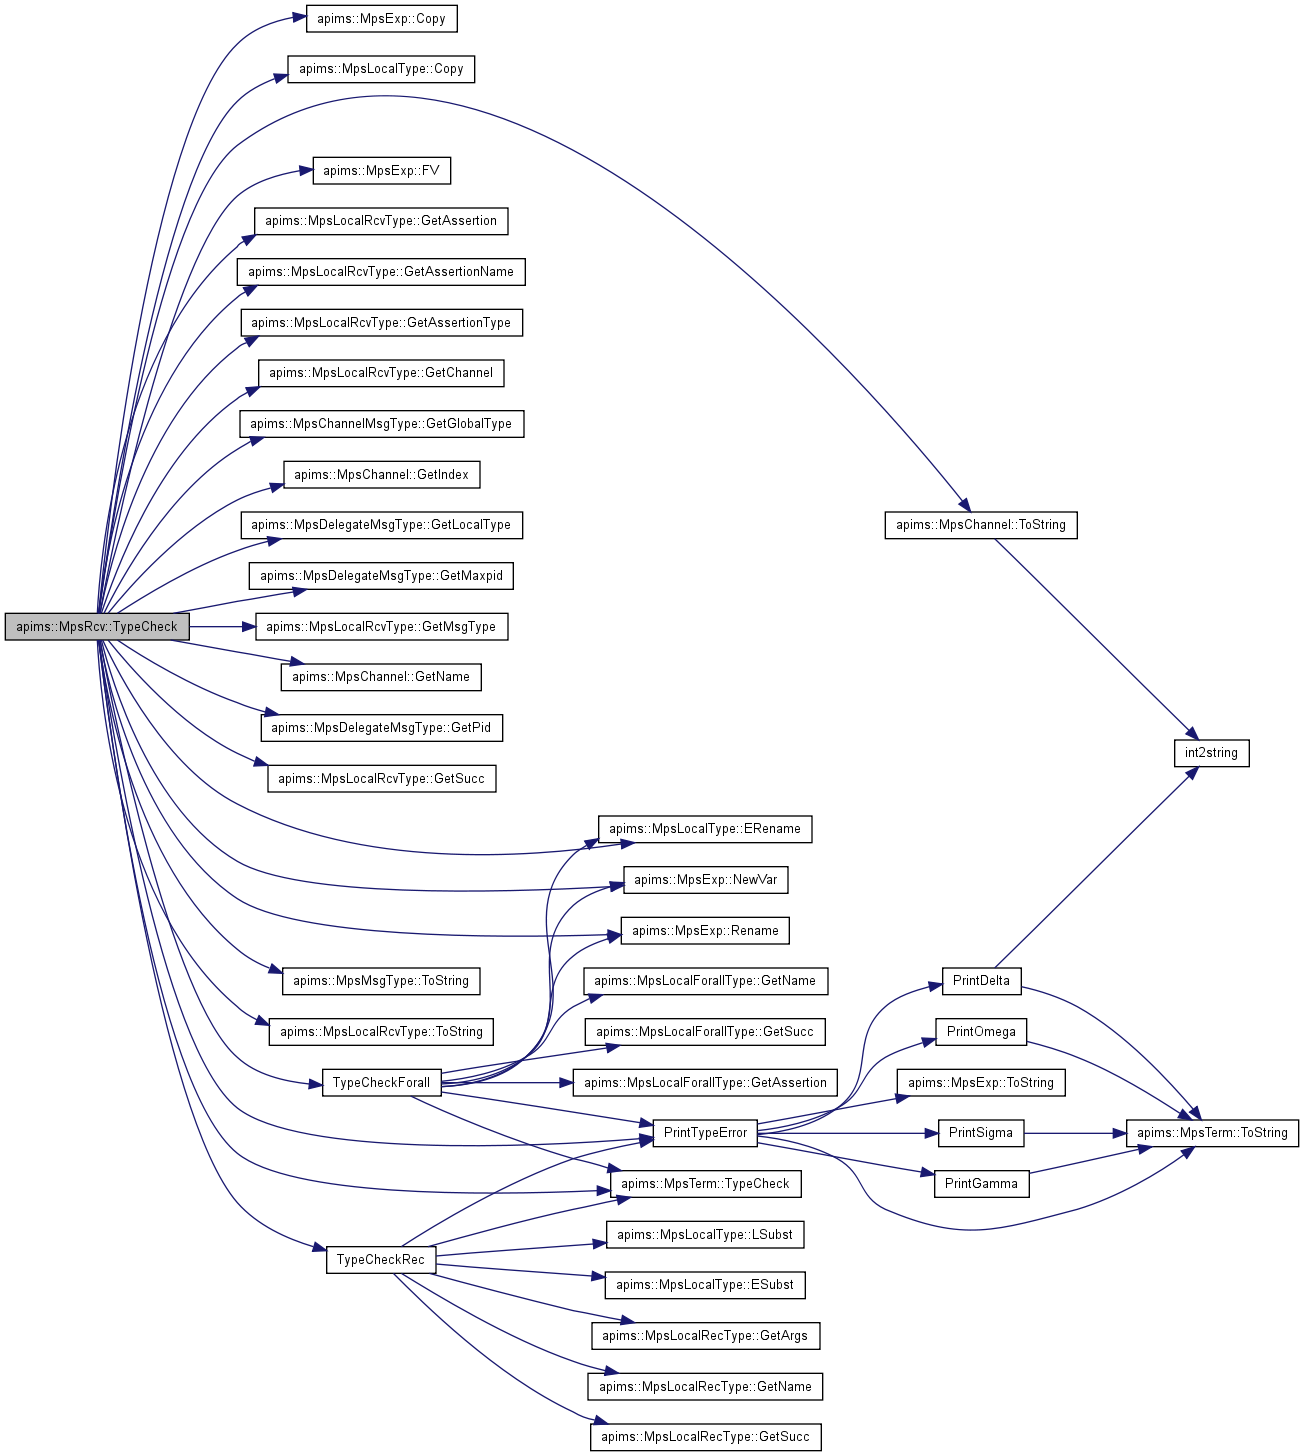 apims::MpsExp::Copy
apims::MpsLocalType::Copy
apims::MpsExp::FV
apims::MpsLocalRcvType::GetAssertion
apims::MpsLocalRcvType::GetAssertionName
apims::MpsLocalRcvType::GetAssertionType
apims::MpsLocalRcvType::GetChannel
apims::MpsChannelMsgType::GetGlobalType
apims::MpsChannel::GetIndex
apims::MpsChannel::ToString
apims::MpsDelegateMsgType::GetLocalType
apims::MpsDelegateMsgType::GetMaxpid
apims::MpsRcv::TypeCheck
apims::MpsLocalRcvType::GetMsgType
apims::MpsChannel::GetName
apims::MpsDelegateMsgType::GetPid
int2string
apims::MpsLocalRcvType::GetSucc
apims::MpsLocalType::ERename
apims::MpsExp::NewVar
apims::MpsExp::Rename
apims::MpsMsgType::ToString
apims::MpsLocalForallType::GetName
PrintDelta
apims::MpsLocalRcvType::ToString
apims::MpsLocalForallType::GetSucc
PrintOmega
TypeCheckForall
apims::MpsLocalForallType::GetAssertion
apims::MpsExp::ToString
PrintTypeError
PrintSigma
apims::MpsTerm::ToString
apims::MpsTerm::TypeCheck
PrintGamma
apims::MpsLocalType::LSubst
TypeCheckRec
apims::MpsLocalType::ESubst
apims::MpsLocalRecType::GetArgs
apims::MpsLocalRecType::GetName
apims::MpsLocalRecType::GetSucc